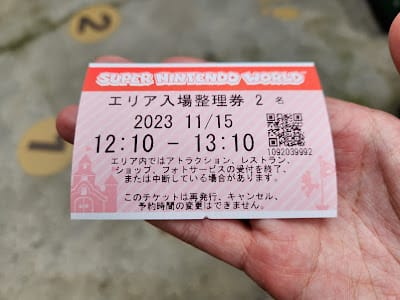 SUPER NINTENDO WORLD
エリア入場整理券 2 名
2023 11/15
12:10 - 13:10
1092039992
エリア内ではアトラクション、レストラン、
ショップ、フォトサービスの受付を終了、
または中断している場合があります。
このチケットは再発行、キャンセル、
予約時間の変更はできません。
2
1